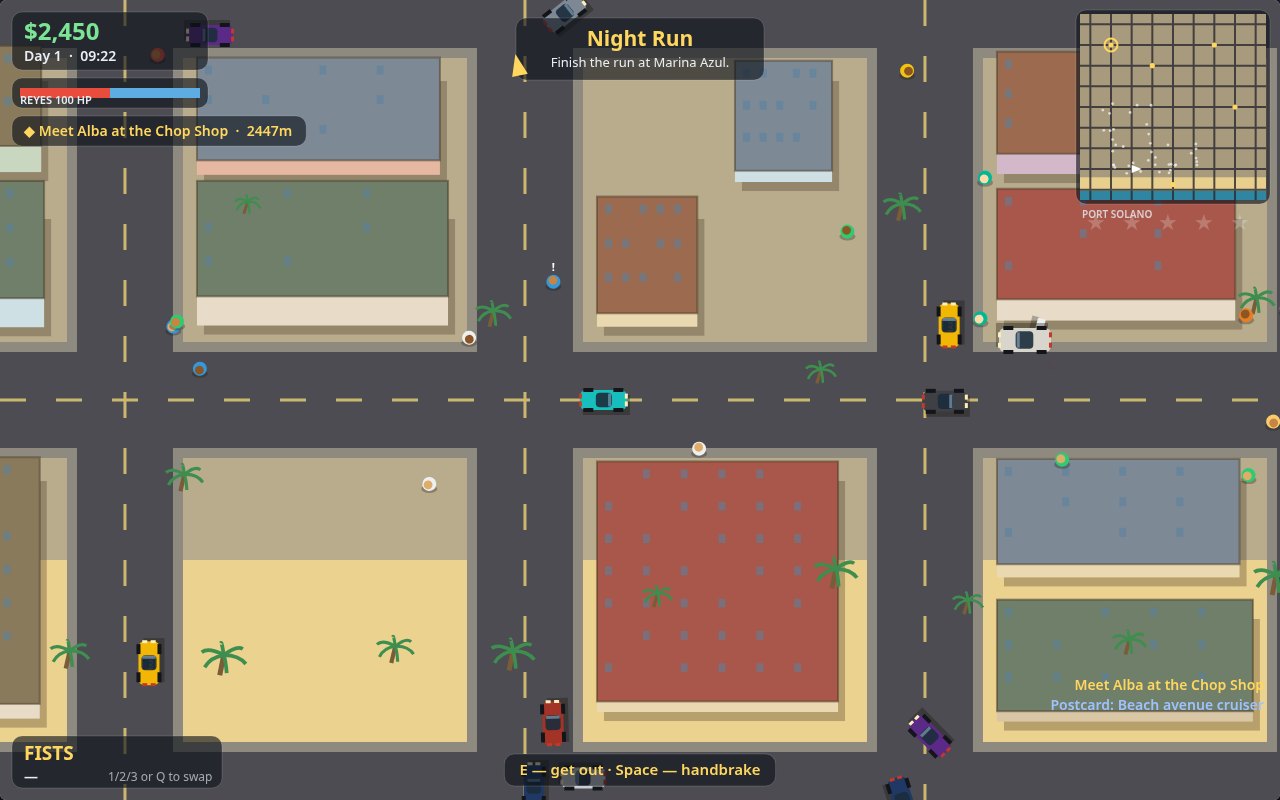 $2,450
Day 1 · 09:22
REYES 100 HP
◆ Meet Alba at the Chop Shop · 2447m
Night Run
Finish the run at Marina Azul.
PORT SOLANO
!
Meet Alba at the Chop Shop
Postcard: Beach avenue cruiser
FISTS
—
1/2/3 or Q to swap
E — get out · Space — handbrake